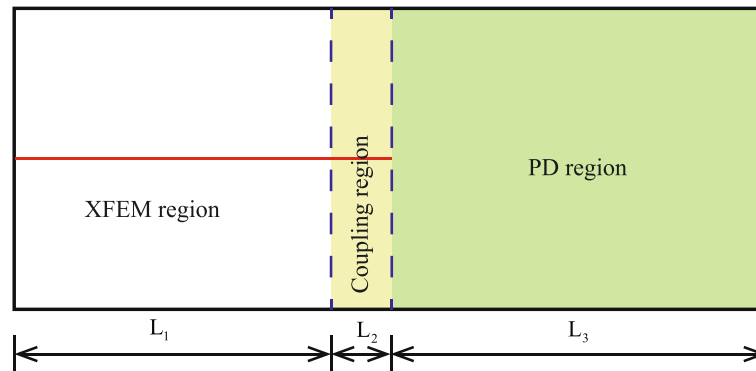 XFEM region
Coupling region
PD region
L₁
L₂
L₃